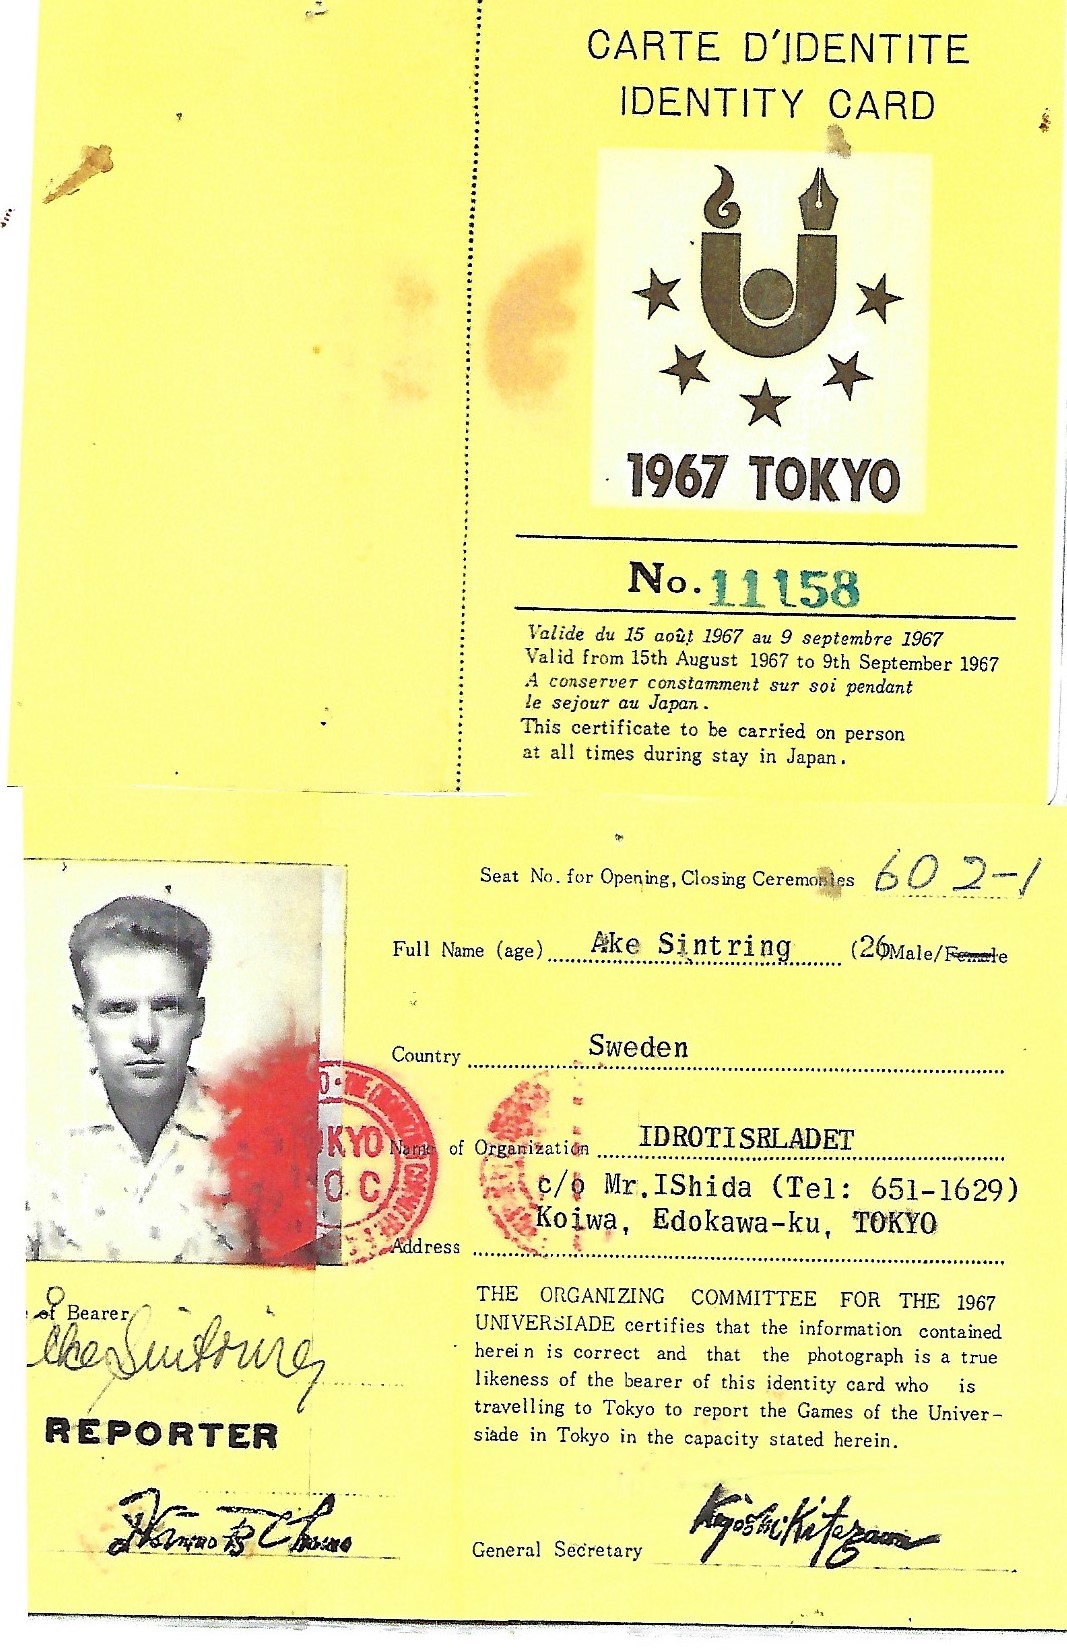 CARTE D'IDENTITE
IDENTITY CARD
1967 TOKYO
No. 11158
Valide du 15 août 1967 au 9 septembre 1967
Valid from 15th August 1967 to 9th September 1967
A conserver constamment sur soi pendant
le sejour au Japan.
This certificate to be carried on person
at all times during stay in Japan.
Seat No. for Opening, Closing Ceremonies 602-1
Full Name (age) Ake Sintring (26 Male/Female
Country Sweden
Name of Organization IDROTISRLADET
c/o Mr.IShida (Tel: 651-1629)
Koiwa, Edokawa-ku, TOKYO
Address
OKYO
O.C
THE ORGANIZING COMMITTEE FOR THE 1967
UNIVERSIADE certifies that the information contained
herein is correct and that the photograph is a true
likeness of the bearer of this identity card who is
travelling to Tokyo to report the Games of the Univer-
siade in Tokyo in the capacity stated herein.
of Bearer
Ake Sintring
REPORTER
General Secretary Kiyoshi Kitazawa